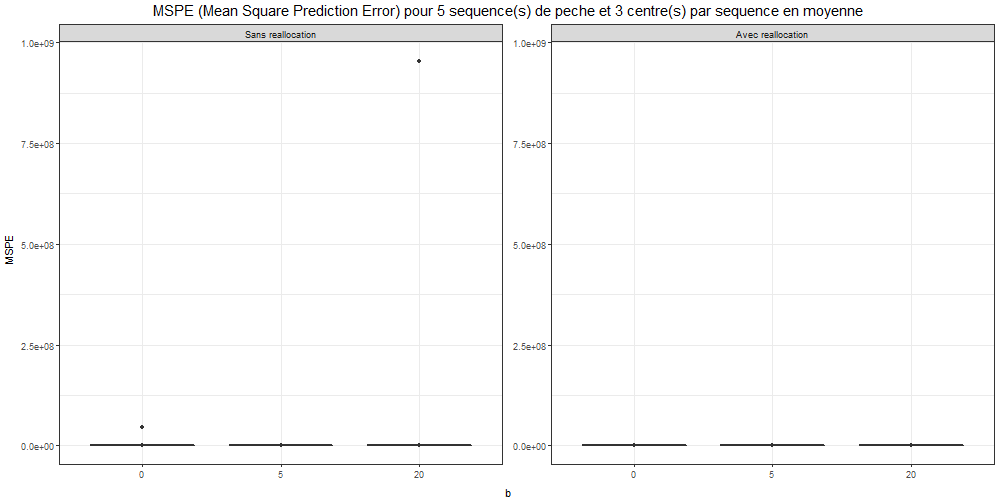 MSPE (Mean Square Prediction Error) pour 5 sequence(s) de peche et 3 centre(s) par sequence en moyenne
Sans reallocation
Avec reallocation
MSPE
1.0e+09
7.5e+08
5.0e+08
2.5e+08
0.0e+00
1.0e+09
7.5e+08
5.0e+08
2.5e+08
0.0e+00
0 5 20
0 5 20
b